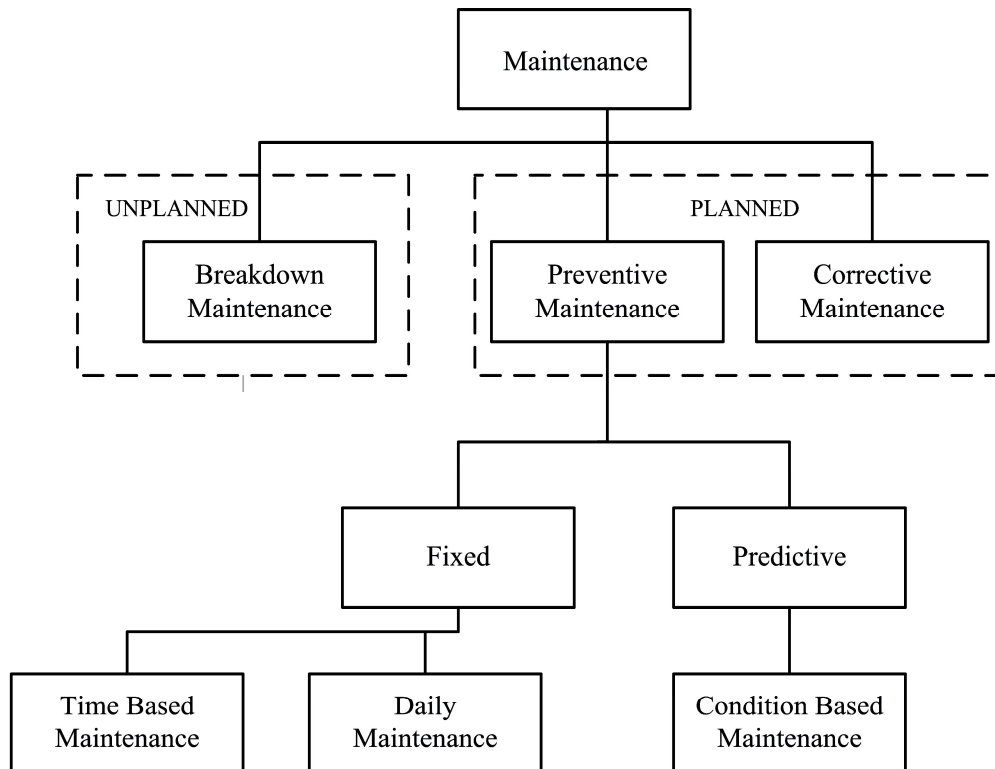 Maintenance
UNPLANNED
PLANNED
Breakdown
Maintenance
Preventive
Maintenance
Corrective
Maintenance
Fixed
Predictive
Time Based
Maintenance
Daily
Maintenance
Condition Based
Maintenance